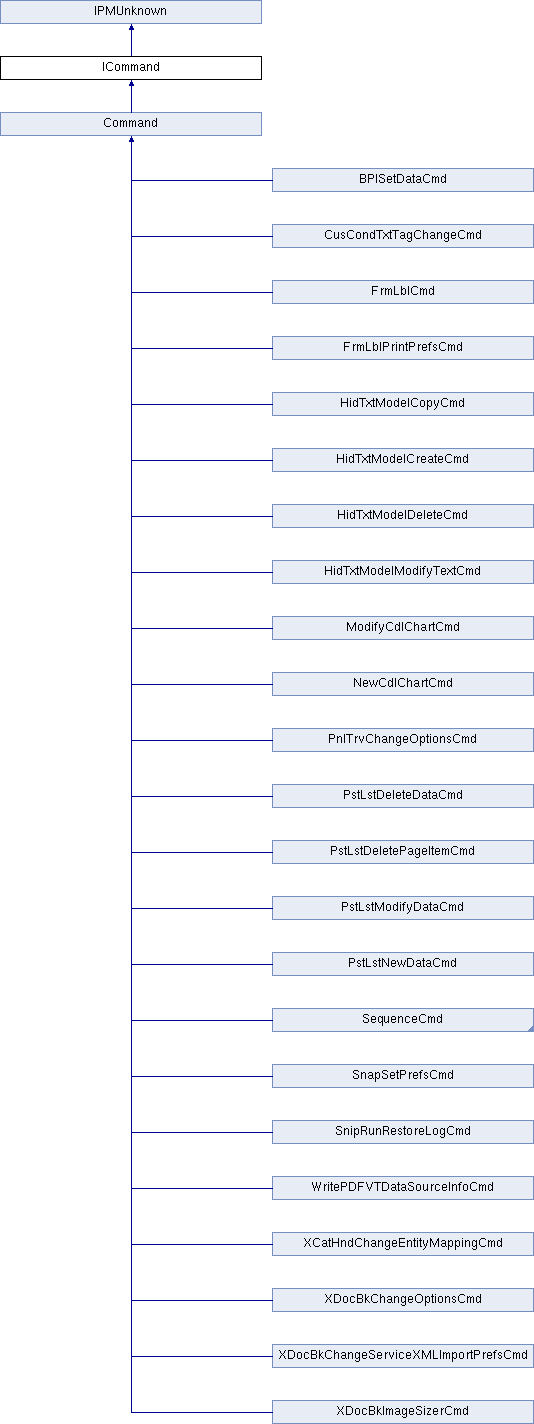 IPMUnknown
ICommand
Command
BPISetDataCmd
CusCondTxtTagChangeCmd
FrmLblCmd
FrmLblPrintPrefsCmd
HidTxtModelCopyCmd
HidTxtModelCreateCmd
HidTxtModelDeleteCmd
HidTxtModelModifyTextCmd
ModifyCdlChartCmd
NewCdlChartCmd
PnlTrvChangeOptionsCmd
PstLstDeleteDataCmd
PstLstDeletePageItemCmd
PstLstModifyDataCmd
PstLstNewDataCmd
SequenceCmd
SnapSetPrefsCmd
SnipRunRestoreLogCmd
WritePDFVTDataSourceInfoCmd
XCatHndChangeEntityMappingCmd
XDocBkChangeOptionsCmd
XDocBkChangeServiceXMLImportPrefsCmd
XDocBkImageSizerCmd